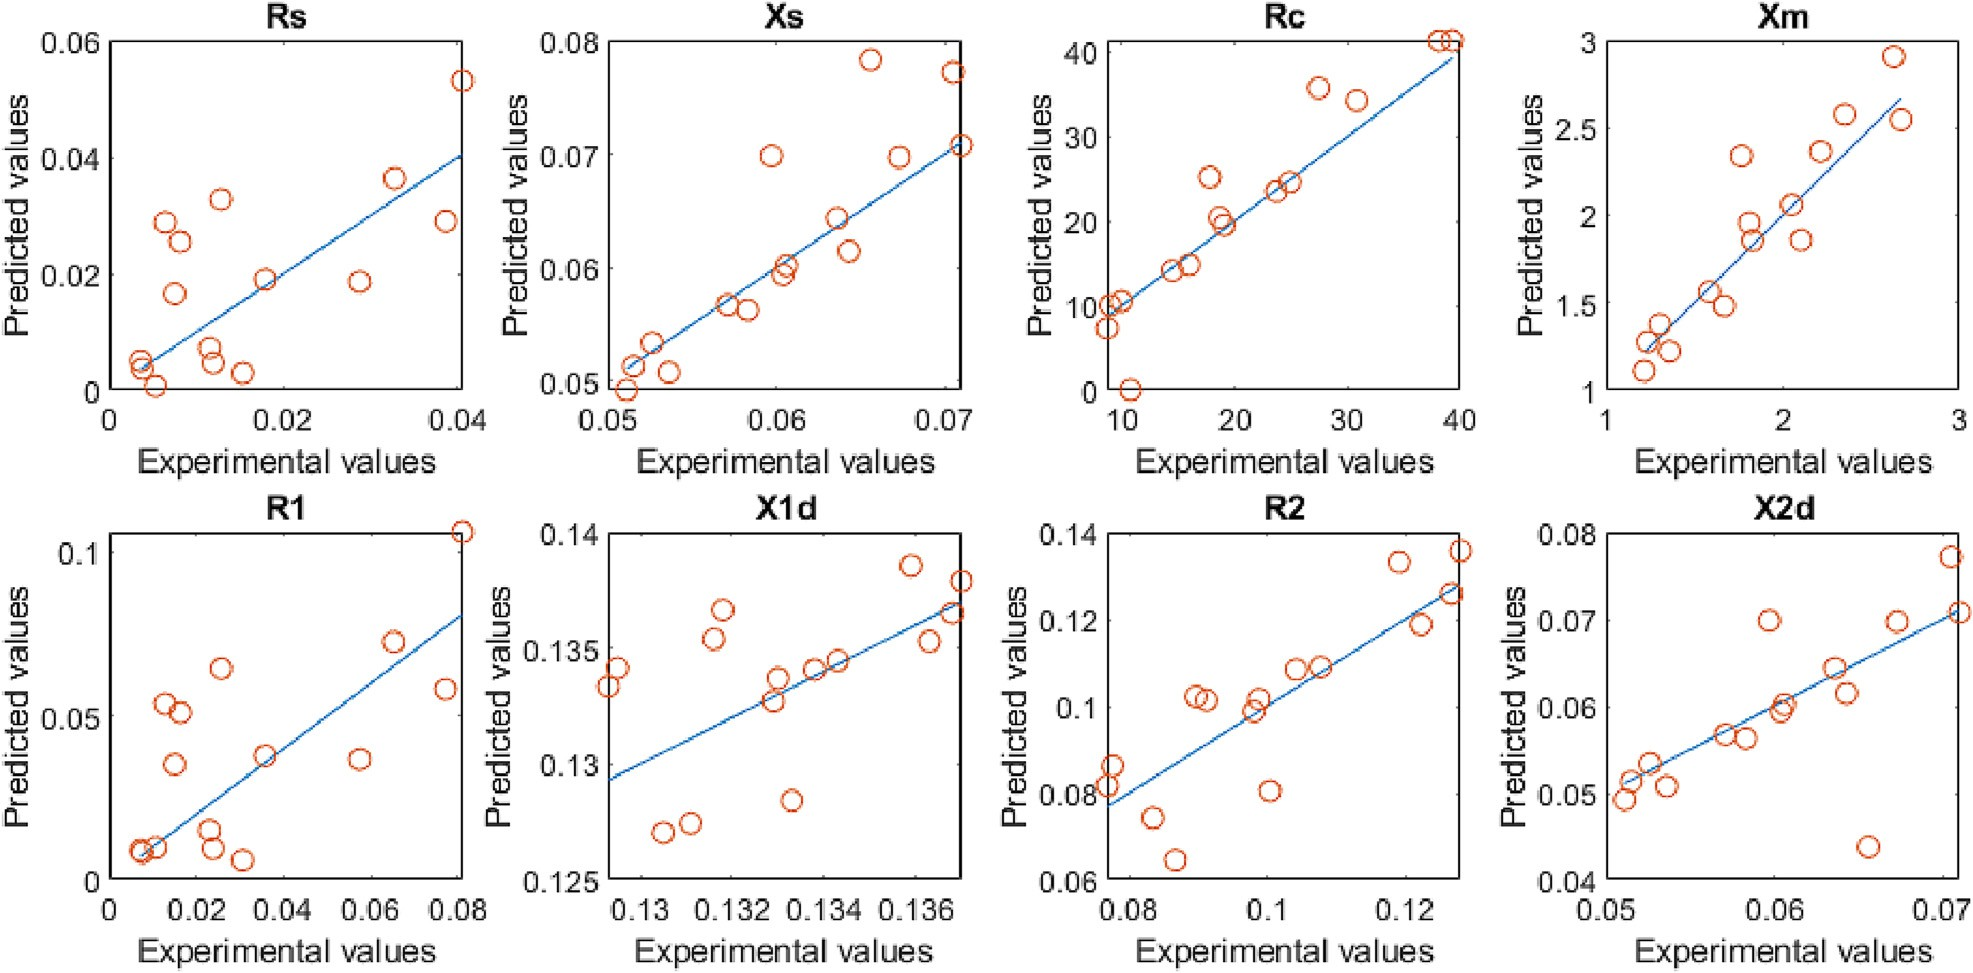 Rs
Xs
Rc
Xm
0.06
0.04
0.02
0
0
0.02
0.04
Predicted values
Experimental values
0.08
0.07
0.06
0.05
0.05
0.06
0.07
Predicted values
Experimental values
40
30
20
10
0
10
20
30
40
Predicted values
Experimental values
3
2.5
2
1.5
1
1
2
3
Predicted values
Experimental values
R1
X1d
R2
X2d
0.1
0.05
0
0
0.02
0.04
0.06
0.08
Predicted values
Experimental values
0.14
0.135
0.13
0.125
0.13
0.132
0.134
0.136
Predicted values
Experimental values
0.14
0.12
0.1
0.08
0.06
0.08
0.1
0.12
Predicted values
Experimental values
0.08
0.07
0.06
0.05
0.04
0.05
0.06
0.07
Predicted values
Experimental values